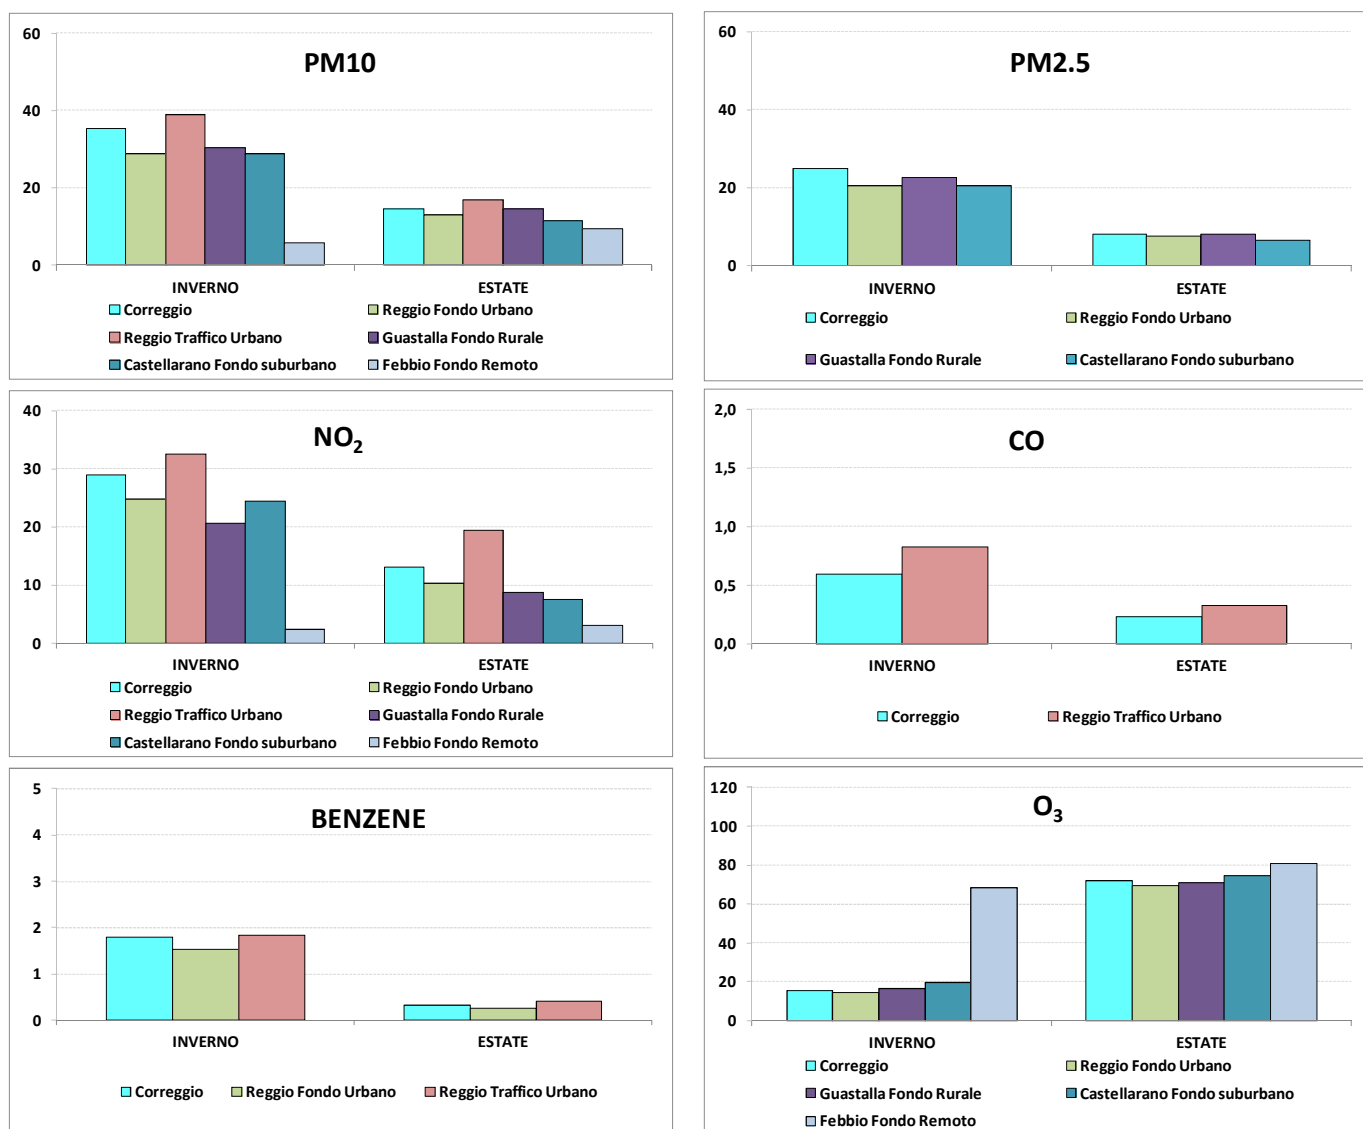 PM10
60
40
20
0
INVERNO ESTATE
Correggio Reggio Fondo Urbano
Reggio Traffico Urbano Guastalla Fondo Rurale
Castellarano Fondo suburbano Febbio Fondo Remoto
PM2.5
60
40
20
0
INVERNO ESTATE
Correggio Reggio Fondo Urbano
Guastalla Fondo Rurale Castellarano Fondo suburbano
NO₂
40
30
20
10
0
INVERNO ESTATE
Correggio Reggio Fondo Urbano
Reggio Traffico Urbano Guastalla Fondo Rurale
Castellarano Fondo suburbano Febbio Fondo Remoto
CO
2,0
1,5
1,0
0,5
0,0
INVERNO ESTATE
Correggio Reggio Traffico Urbano
BENZENE
5
4
3
2
1
0
INVERNO ESTATE
Correggio Reggio Fondo Urbano Reggio Traffico Urbano
O₃
120
100
80
60
40
20
0
INVERNO ESTATE
Correggio Reggio Fondo Urbano
Guastalla Fondo Rurale Castellarano Fondo suburbano
Febbio Fondo Remoto